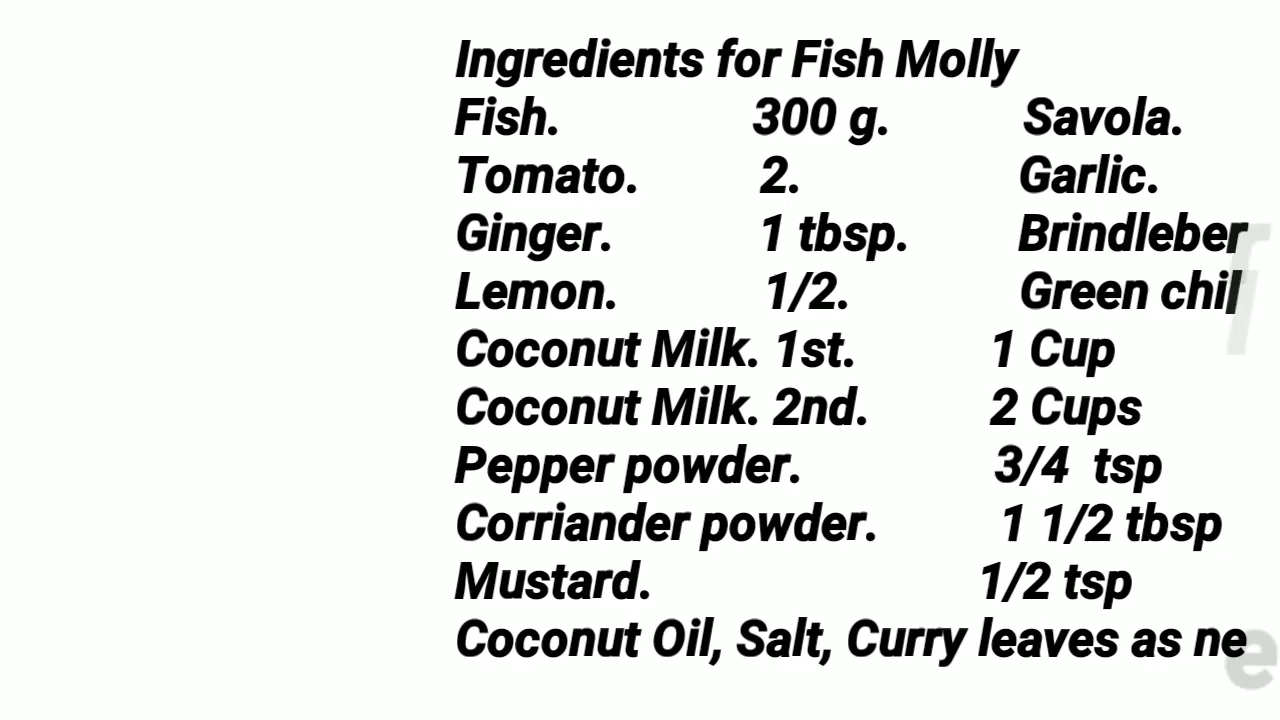 Ingredients for Fish Molly
Fish. 300 g. Savola.
Tomato. 2. Garlic.
Ginger. 1 tbsp. Brindleber
Lemon. 1/2. Green chil
Coconut Milk. 1st. 1 Cup
Coconut Milk. 2nd. 2 Cups
Pepper powder. 3/4 tsp
Corriander powder. 1 1/2 tbsp
Mustard. 1/2 tsp
Coconut Oil, Salt, Curry leaves as ne